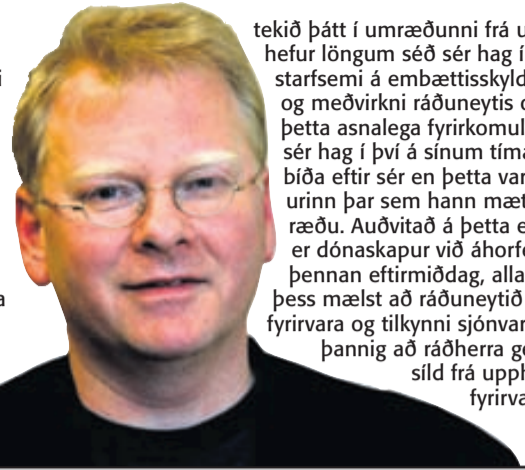 tekið þátt í umræðunni frá u
hefur löngum séð sér hag í
i
starfsemi á embættisskyld
og meðvirkni ráðuneytis o
þetta asnalega fyrirkomul
sér hag í því á sínum tíma
bíða eftir sér en þetta var
urinn þar sem hann mæt
ræðu. Auðvitað á þetta e
er dónaskapur við áhorfe
þennan eftirmiðdag, alla
a
þess mælst að ráðuneytið
fyrirvara og tilkynni sjónvar
þannig að ráðherra ge
síld frá upph
fyrirva